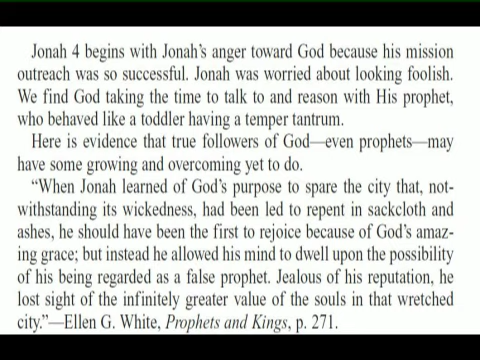 Jonah 4 begins with Jonah's anger toward God because his mission
outreach was so successful. Jonah was worried about looking foolish.
We find God taking the time to talk to and reason with His prophet,
who behaved like a toddler having a temper tantrum.
Here is evidence that true followers of God—even prophets—may
have some growing and overcoming yet to do.
“When Jonah learned of God's purpose to spare the city that, not-
withstanding its wickedness, had been led to repent in sackcloth and
ashes, he should have been the first to rejoice because of God's amaz-
ing grace; but instead he allowed his mind to dwell upon the possibility
of his being regarded as a false prophet. Jealous of his reputation, he
lost sight of the infinitely greater value of the souls in that wretched
city.”—Ellen G. White, Prophets and Kings, p. 271.